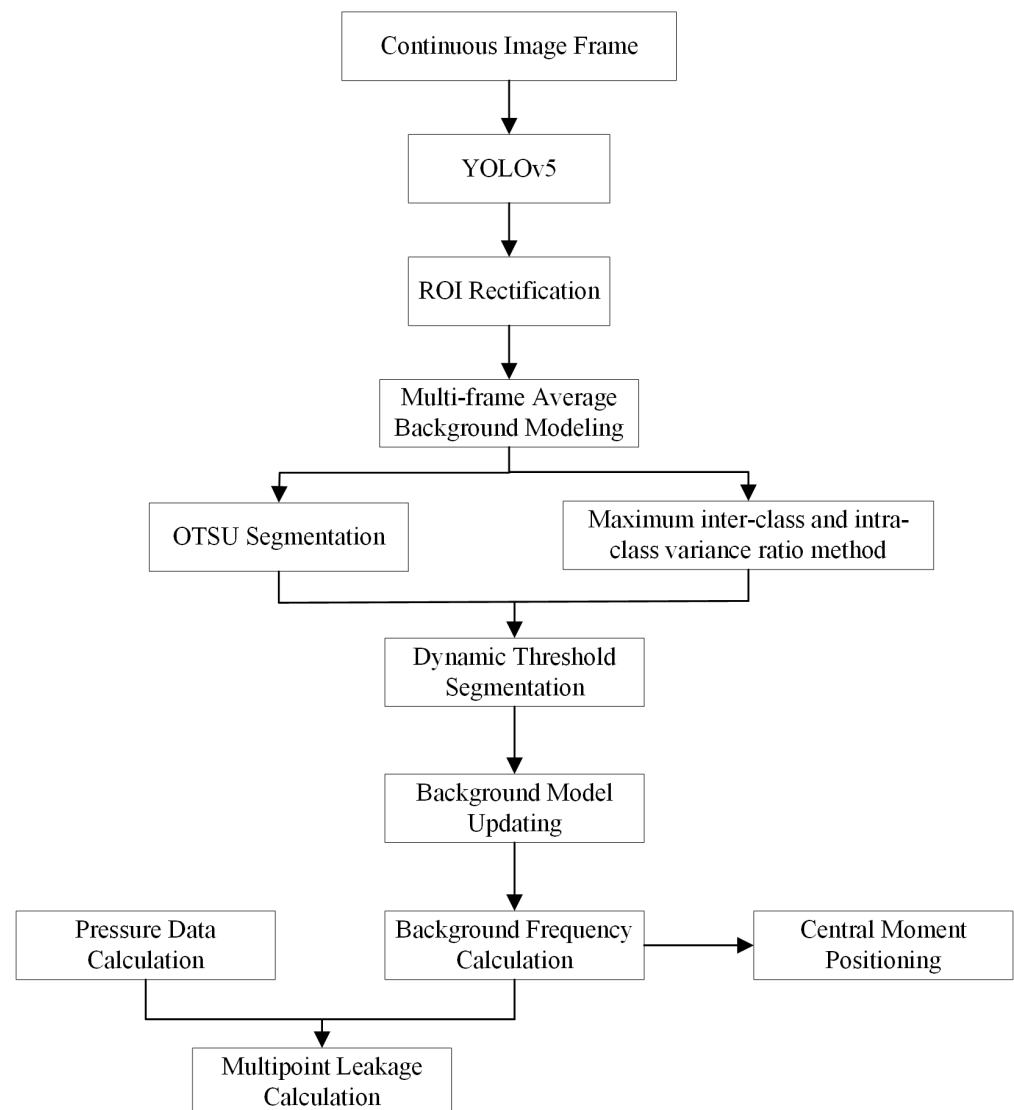 Continuous Image Frame
YOLOv5
ROI Rectification
Multi-frame Average
Background Modeling
OTSU Segmentation
Maximum inter-class and intra-
class variance ratio method
Dynamic Threshold
Segmentation
Background Model
Updating
Pressure Data
Calculation
Background Frequency
Calculation
Central Moment
Positioning
Multipoint Leakage
Calculation